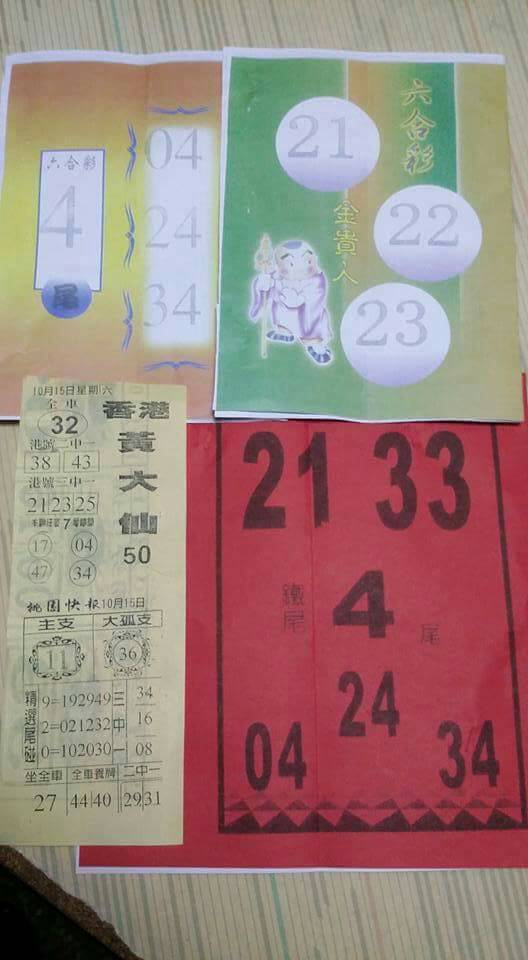 六合彩
4
尾
04
24
34
六合彩
金貴人
21
22
23
10月15日星期六
全車
32
港號二中一
38 43
港號三中一
21 23 25
17 04
47 34
香港
黃大仙
50
桃園快報10月15日
主支 大孤支
11 36
精選尾碰
9=192949
2=021232
0=102030
三中一
34
16
08
坐全車 全車養牌 二中一
27 44 40 29 31
21 33
鐵尾
4
尾
24
04 34